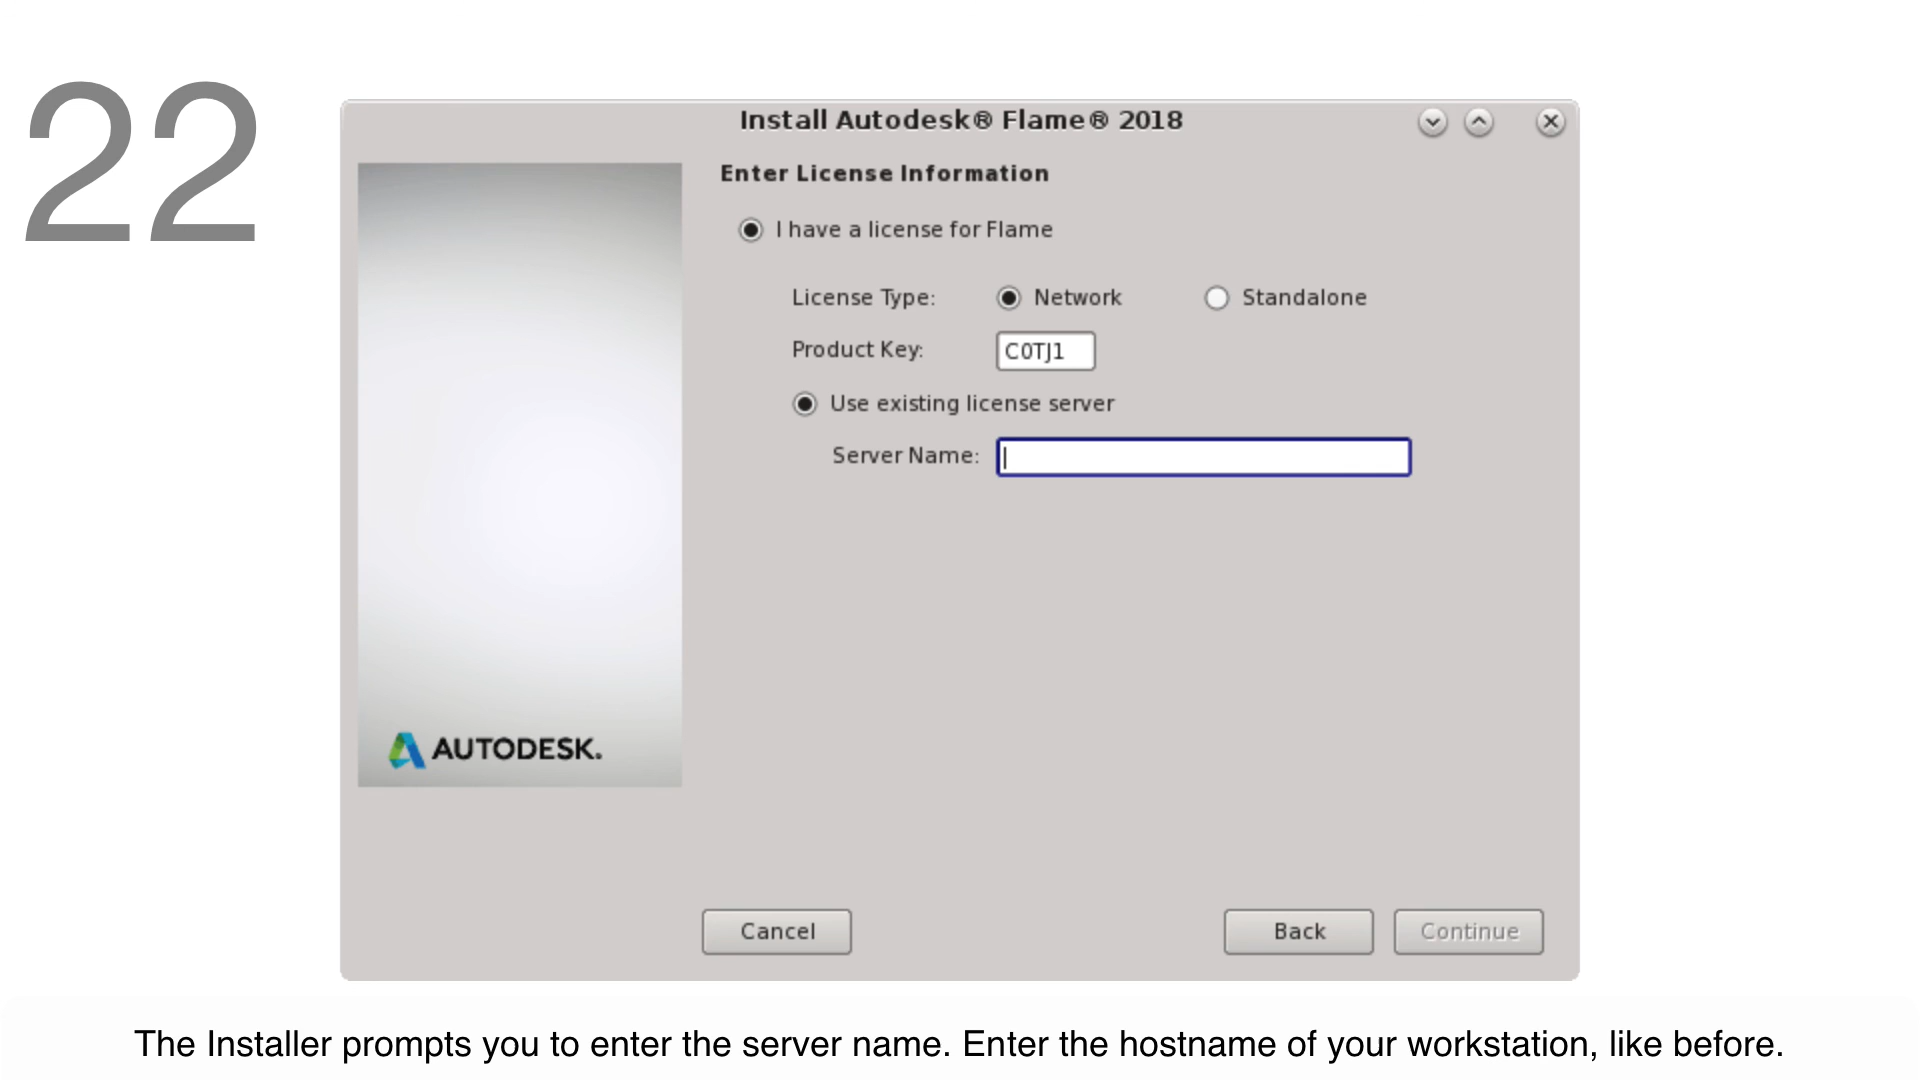 22
Install Autodesk® Flame® 2018
Enter License Information
I have a license for Flame
License Type: Network Standalone
Product Key: C0TJ1
Use existing license server
Server Name:
AUTODESK.
Cancel Back Continue
The Installer prompts you to enter the server name. Enter the hostname of your workstation, like before.